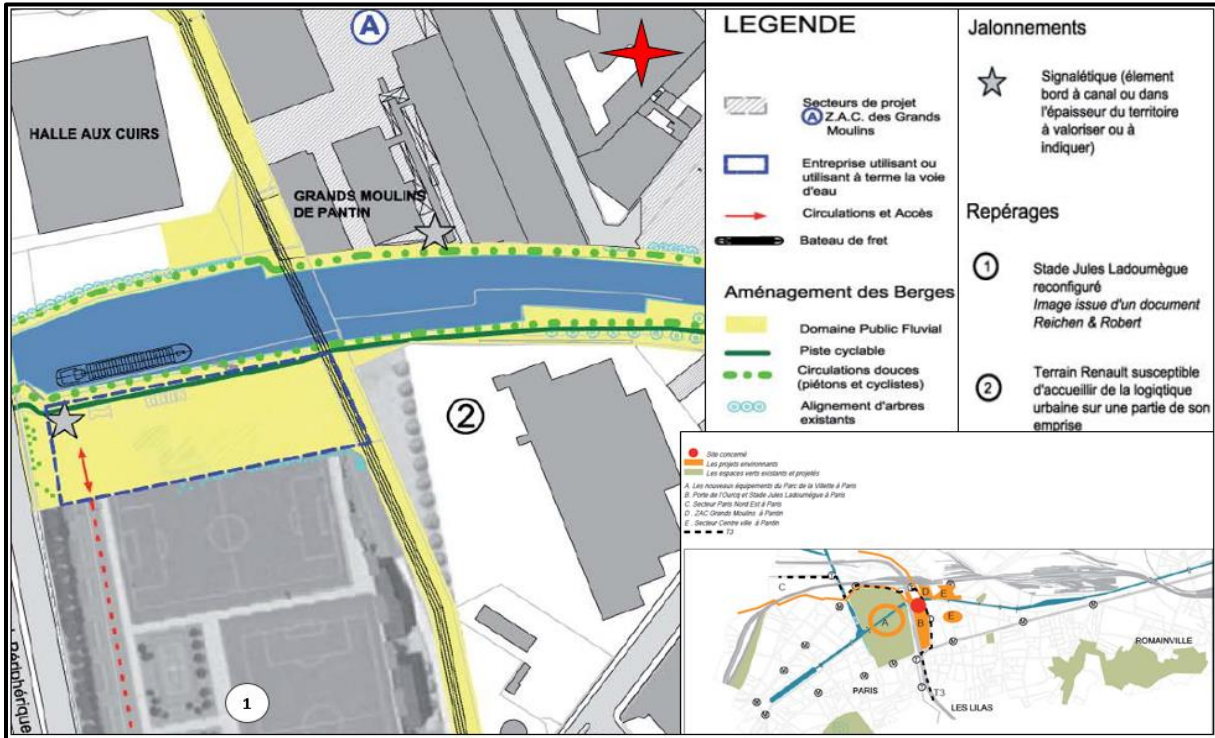 A
HALLE AUX CUIRS
GRANDS MOULINS
DE PANTIN
2
1
Périphérique
LEGENDE
Secteurs de projet
A Z.A.C. des Grands
Moulins
Entreprise utilisant ou
utilisant à terme la voie
d'eau
Circulations et Accès
Bateau de fret
Aménagement des Berges
Domaine Public Fluvial
Piste cyclable
Circulations douces
(piétons et cyclistes)
Alignement d'arbres
existants
Jalonnements
Signalétique (élement
bord à canal ou dans
l'épaisseur du territoire
à valoriser ou à
indiquer)
Repérages
1
Stade Jules Ladoumègue
reconfiguré
Image issue d'un document
Reichen & Robert
2
Terrain Renault susceptible
d'accueillir de la logiqtique
urbaine sur une partie de son
emprise
Site concerné
Les projets environnants
Les espaces verts existants et projetés
A. Les nouveaux équipements du Parc de la Villette à Paris
B. Porte de l'Ourcq et Stade Jules Ladoumègue à Paris
C. Secteur Paris Nord Est à Paris
D. ZAC Grands Moulins à Pantin
E. Secteur Centre ville à Pantin
T3
C
D
E
A
B
E
ROMAINVILLE
PARIS
LES LILAS
T3